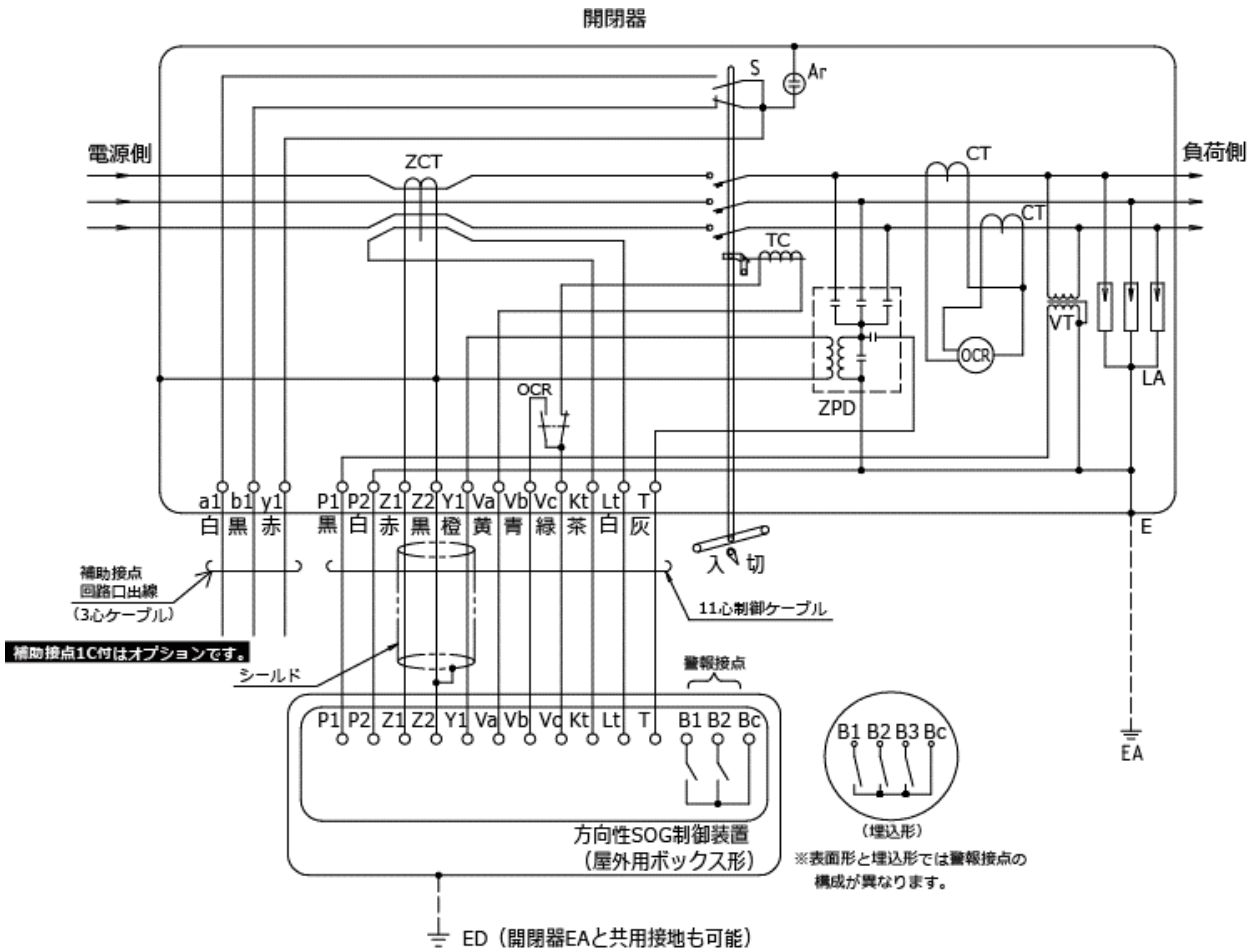 開閉器
S
Ar
電源側
ZCT
CT
負荷側
CT
TC
VT
OCR
LA
ZPD
OCR
a1 b1 y1 P1 P2 Z1 Z2 Y1 Va Vb Vc Kt Lt T
白 黒 赤 黒 白 赤 黒 橙 黄 青 緑 茶 白 灰
E
入 切
補助接点
回路口出線
(3心ケーブル)
11心制御ケーブル
補助接点1C付はオプションです。
シールド
警報接点
P1 P2 Z1 Z2 Y1 Va Vb Vc Kt Lt T B1 B2 Bc
B1 B2 B3 Bc
EA
(埋込形)
方向性SOG制御装置
(屋外用ボックス形)
※表面形と埋込形では警報接点の
構成が異なります。
ED(開閉器EAと共用接地も可能)